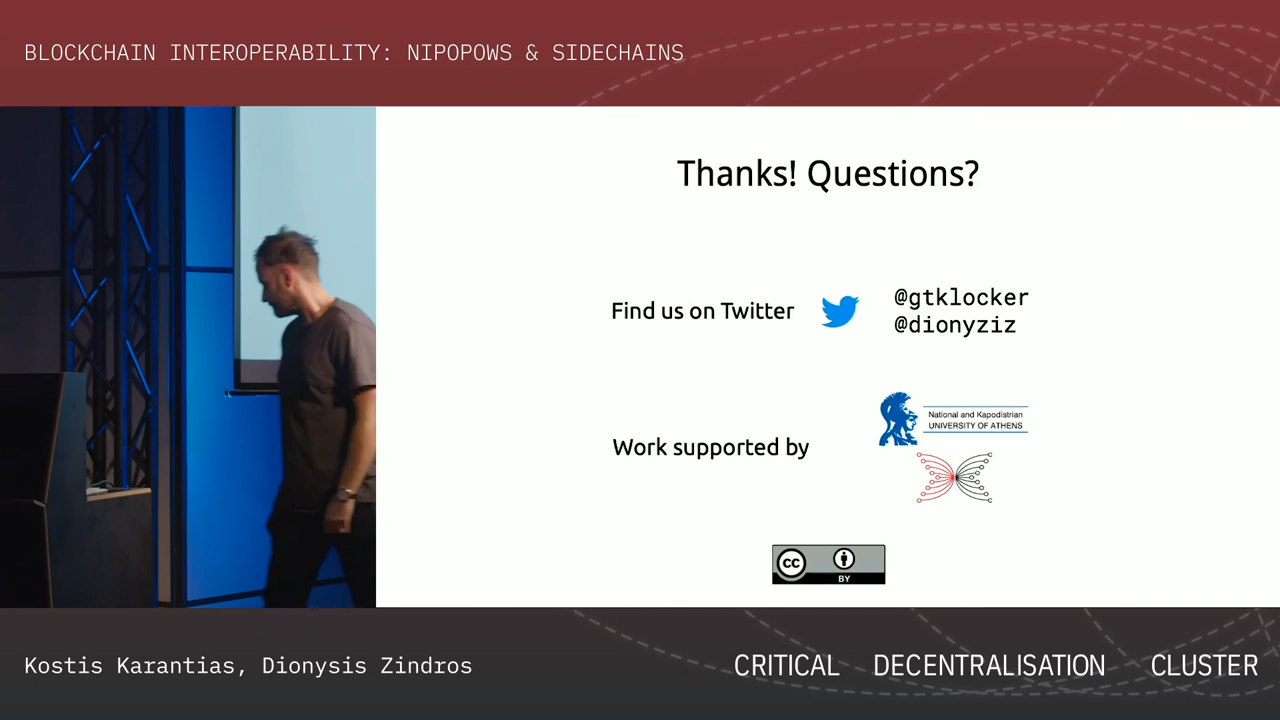 BLOCKCHAIN INTEROPERABILITY: NIPOPOWS & SIDECHAINS
Thanks! Questions?
Find us on Twitter
@gtklocker
@dionyziz
Work supported by
National and Kapodistrian
UNIVERSITY OF ATHENS
CC
BY
Kostis Karantias, Dionysis Zindros
CRITICAL DECENTRALISATION CLUSTER